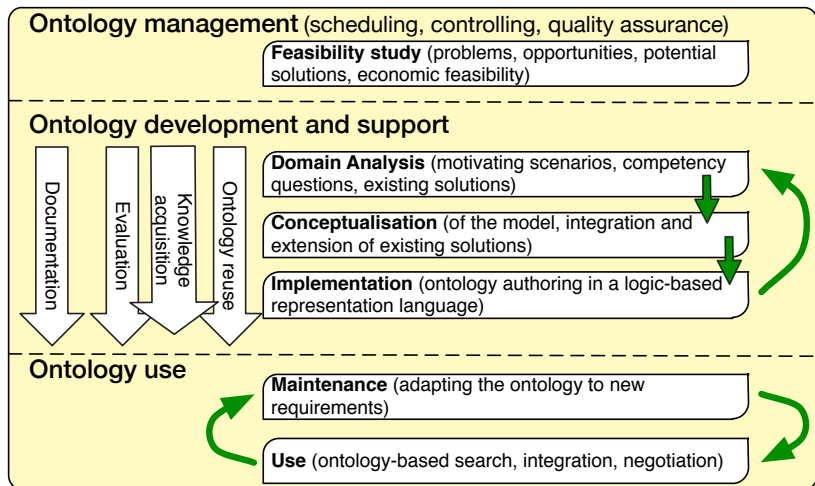 Ontology management (scheduling, controlling, quality assurance)
Feasibility study (problems, opportunities, potential
solutions, economic feasibility)
Ontology development and support
Documentation
Evaluation
Knowledge
acquisition
Ontology reuse
Domain Analysis (motivating scenarios, competency
questions, existing solutions)
Conceptualisation (of the model, integration and
extension of existing solutions)
Implementation (ontology authoring in a logic-based
representation language)
Ontology use
Maintenance (adapting the ontology to new
requirements)
Use (ontology-based search, integration, negotiation)